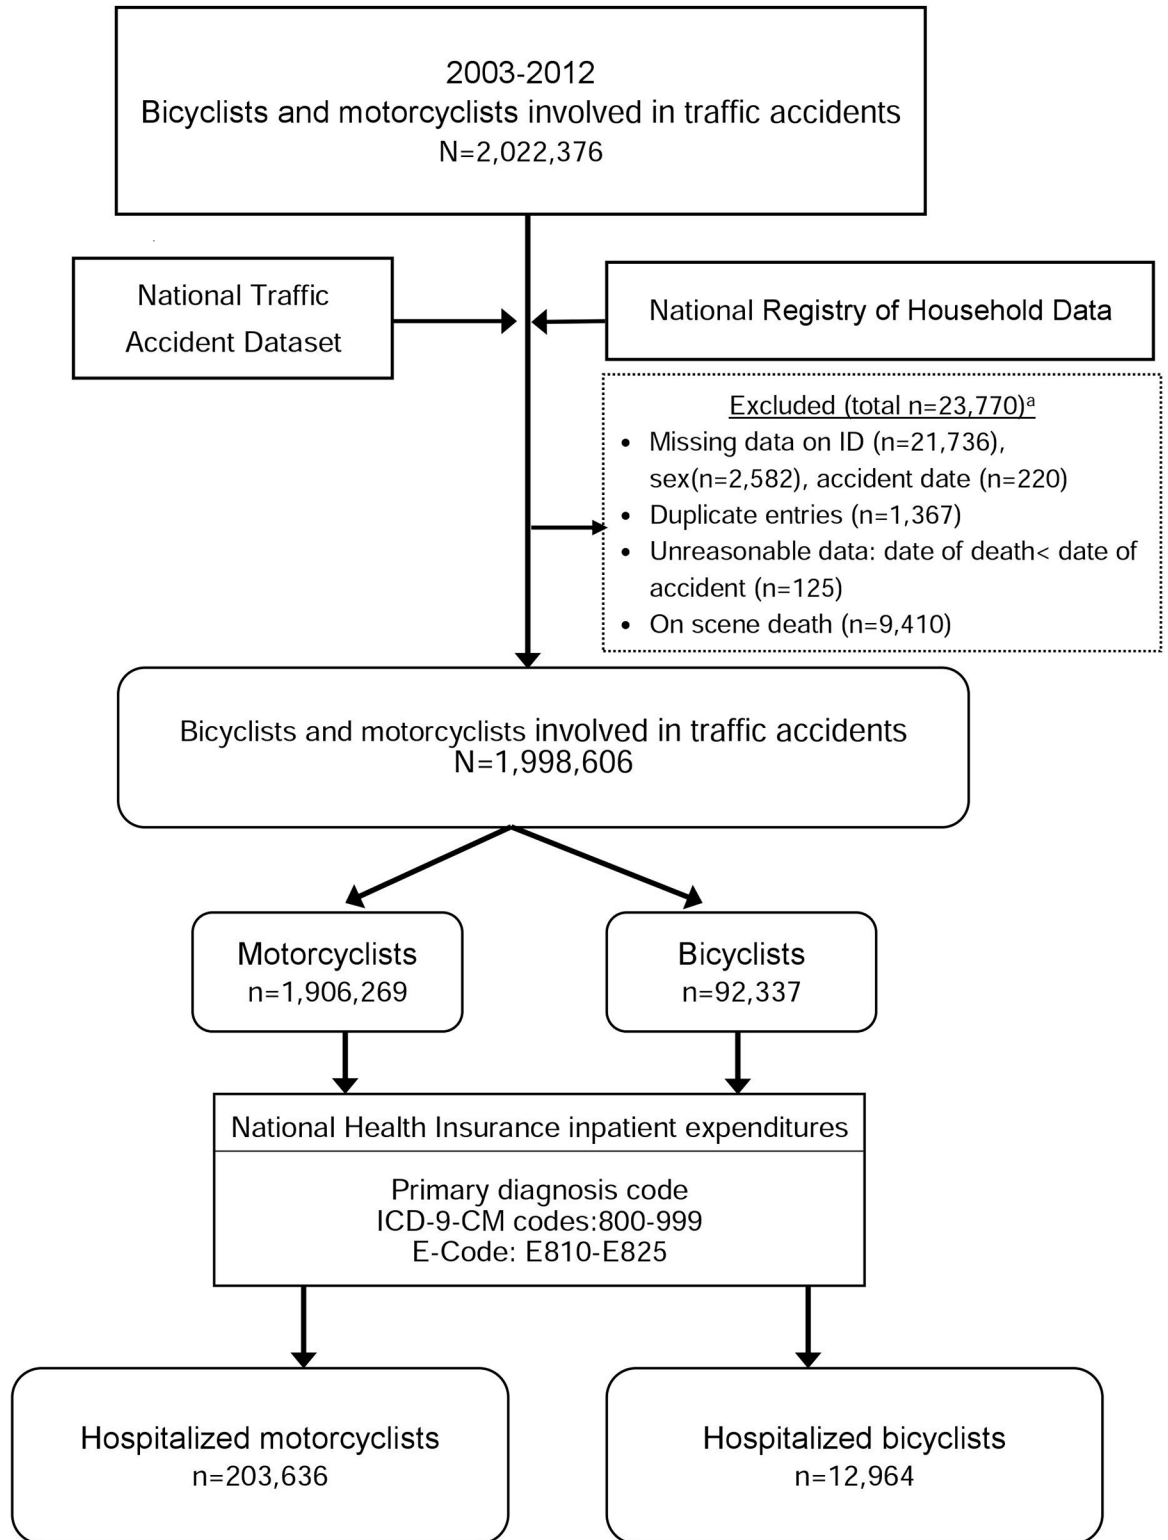 2003-2012
Bicyclists and motorcyclists involved in traffic accidents
N=2,022,376
National Traffic
Accident Dataset
National Registry of Household Data
Excluded (total n=23,770)ᵃ
• Missing data on ID (n=21,736),
sex(n=2,582), accident date (n=220)
• Duplicate entries (n=1,367)
• Unreasonable data: date of death< date of
accident (n=125)
• On scene death (n=9,410)
Bicyclists and motorcyclists involved in traffic accidents
N=1,998,606
Motorcyclists
n=1,906,269
Bicyclists
n=92,337
National Health Insurance inpatient expenditures
Primary diagnosis code
ICD-9-CM codes:800-999
E-Code: E810-E825
Hospitalized motorcyclists
n=203,636
Hospitalized bicyclists
n=12,964